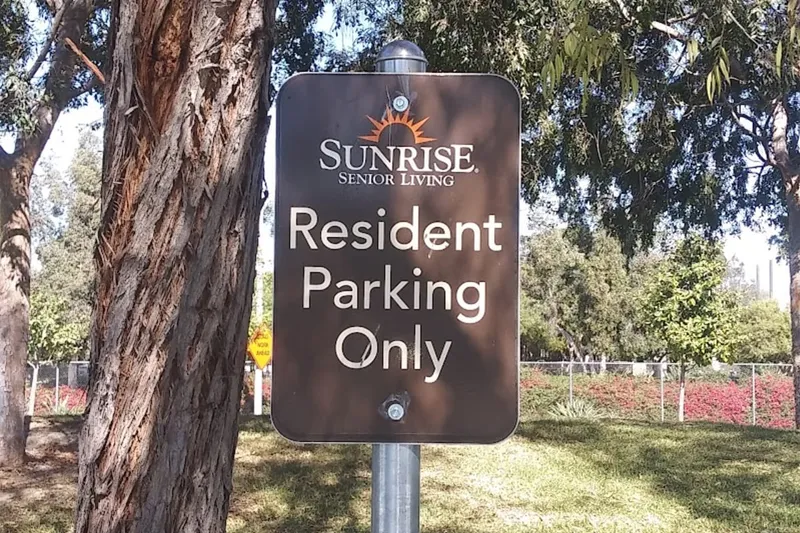 SUNRISE®
SENIOR LIVING
Resident
Parking
Only